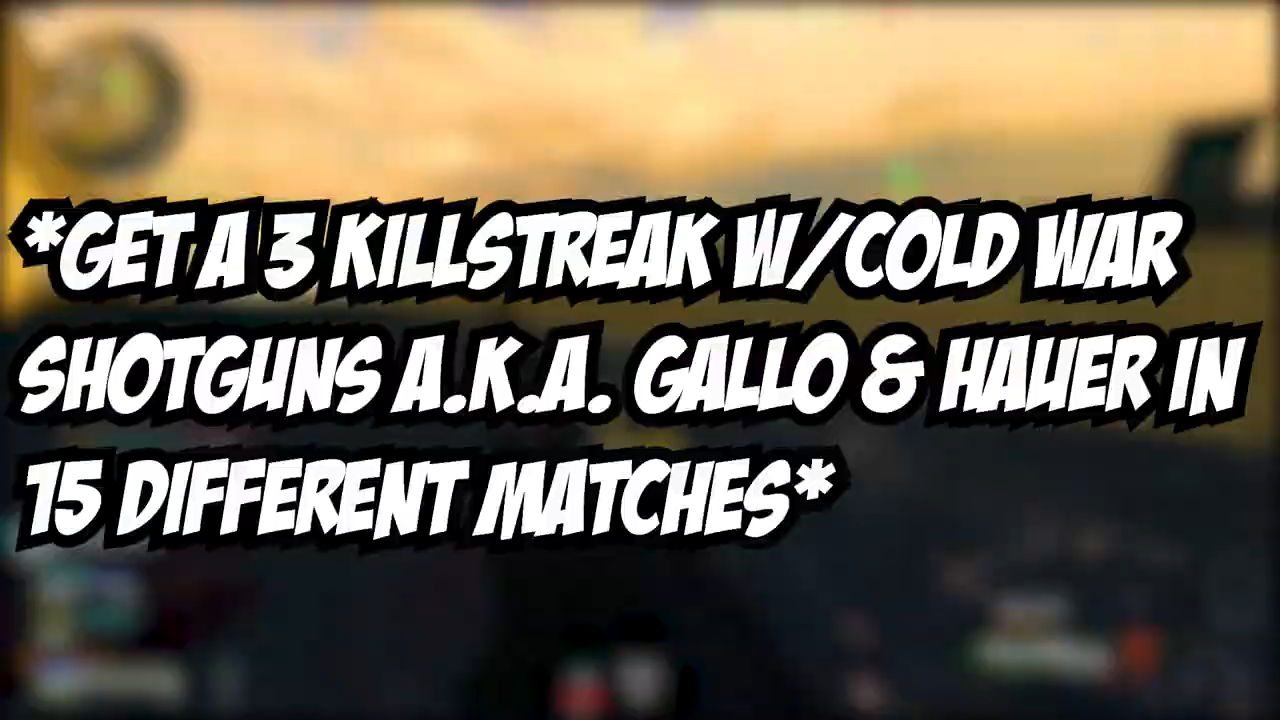 *GET A 3 KILLSTREAK W/COLD WAR
SHOTGUNS A.K.A. GALLO & HAUER IN
15 DIFFERENT MATCHES*